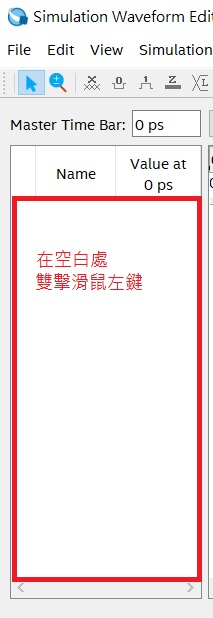 Simulation Waveform Edit
File Edit View Simulation
Master Time Bar: 0 ps
Name
Value at
0 ps
在空白處
雙擊滑鼠左鍵